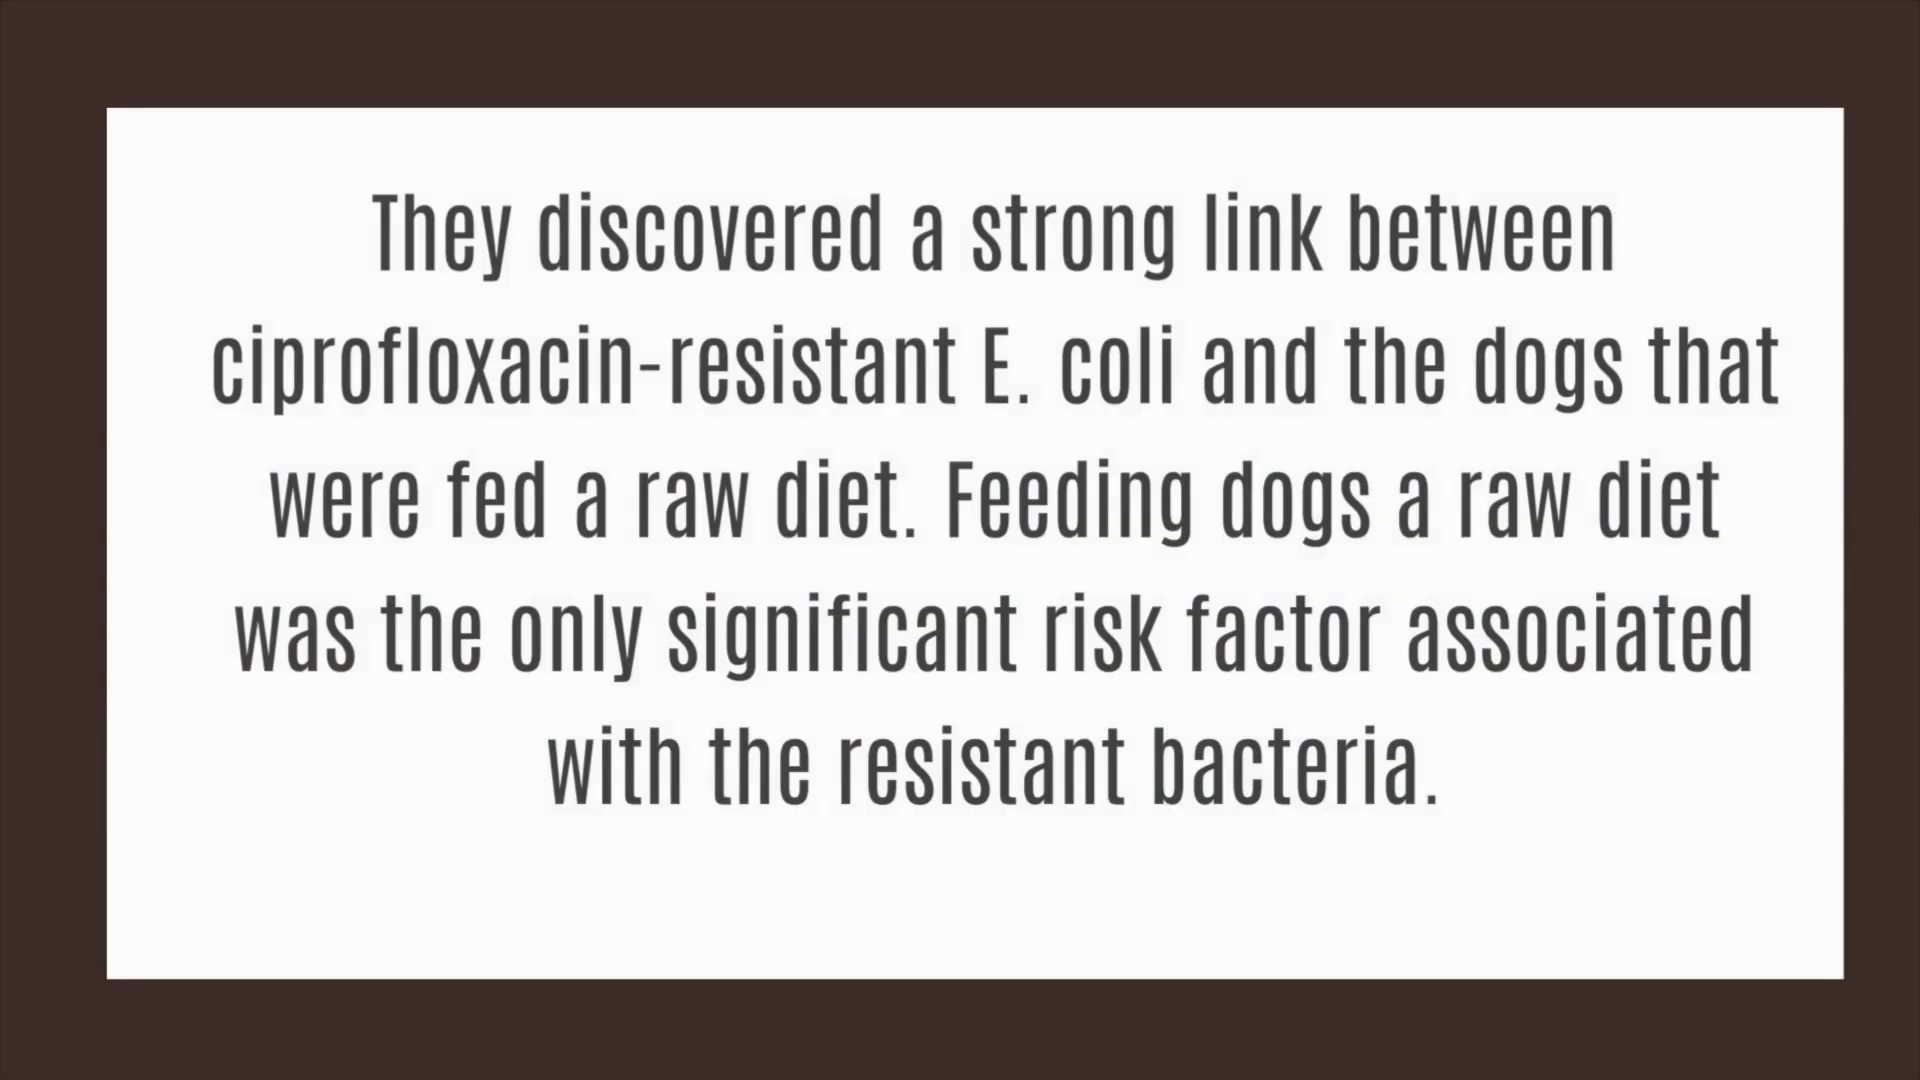 They discovered a strong link between
ciprofloxacin-resistant E. coli and the dogs that
were fed a raw diet. Feeding dogs a raw diet
was the only significant risk factor associated
with the resistant bacteria.